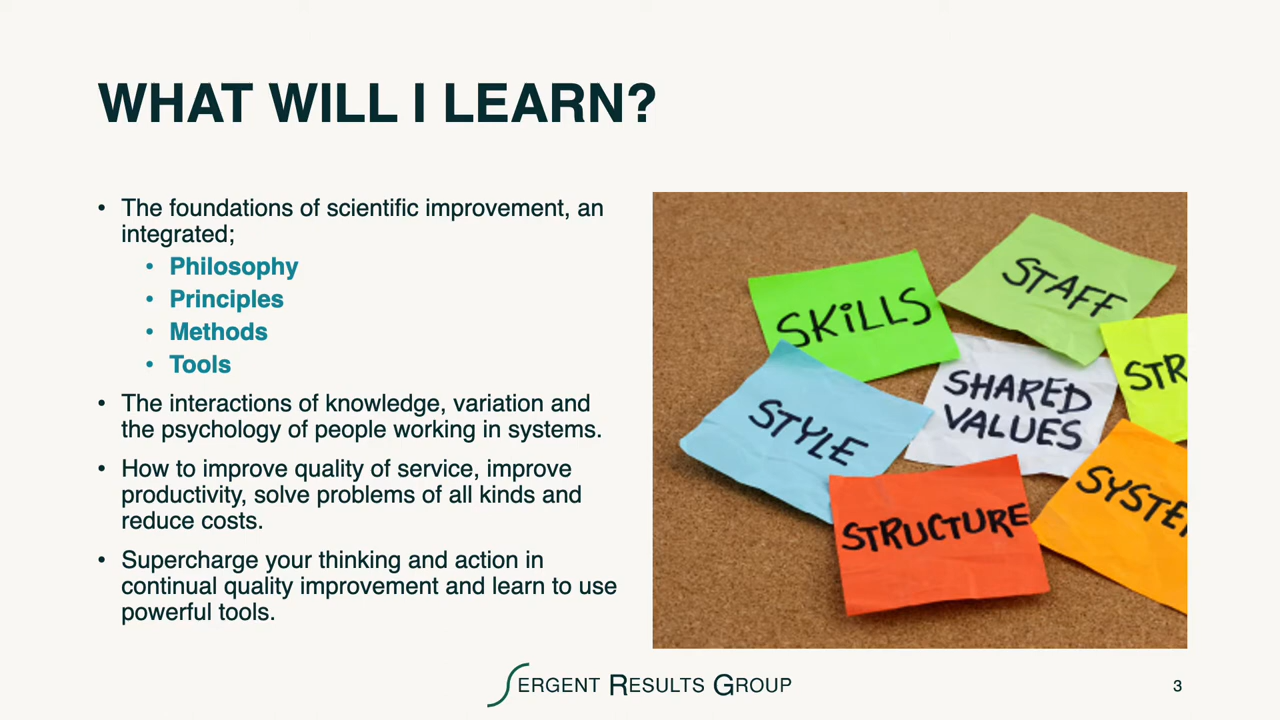 WHAT WILL I LEARN?
• The foundations of scientific improvement, an
integrated;
• Philosophy
• Principles
• Methods
• Tools
• The interactions of knowledge, variation and
the psychology of people working in systems.
• How to improve quality of service, improve
productivity, solve problems of all kinds and
reduce costs.
• Supercharge your thinking and action in
continual quality improvement and learn to use
powerful tools.
SKiLLS
STAFF
STR
SHARED
VALUES
STYLE
SYSTE
STRUCTURE
SERGENT RESULTS GROUP
3